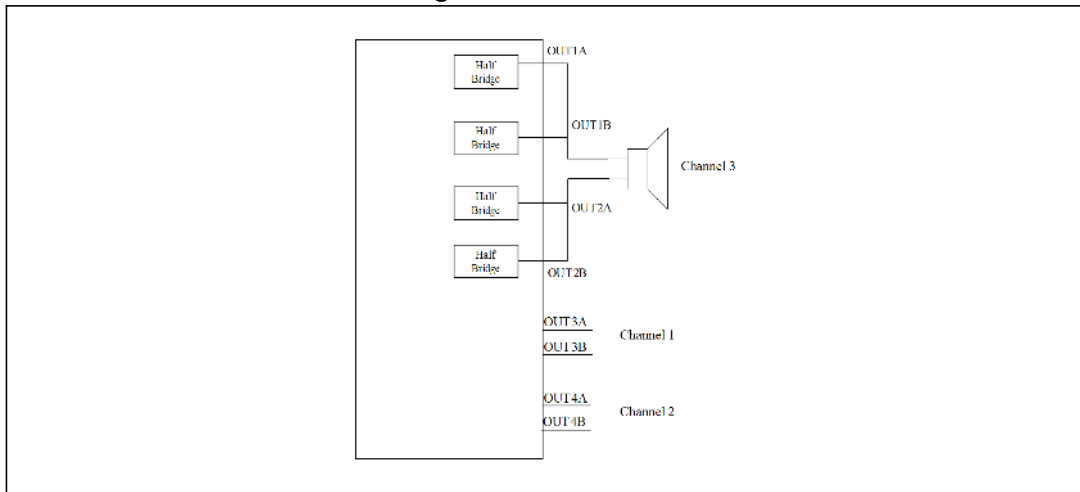 OUT1A
Half
Bridge
OUT1B
Half
Bridge
Channel 3
Half
Bridge
OUT2A
Half
Bridge
OUT2B
OUT3A
Channel 1
OUT3B
OUT4A
Channel 2
OUT4B